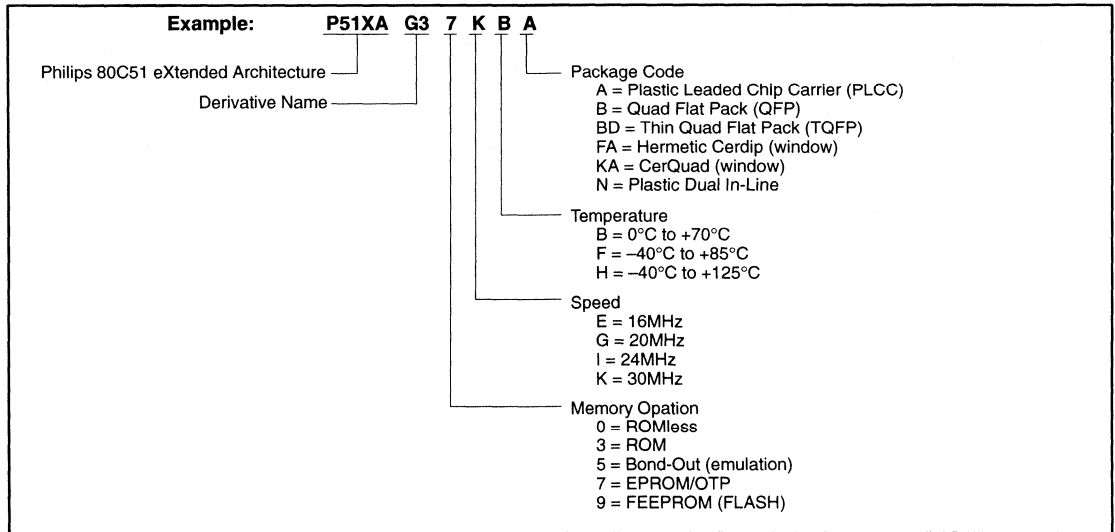 Example: P51XA G3 7 K B A
Philips 80C51 eXtended Architecture
Derivative Name
Package Code
A = Plastic Leaded Chip Carrier (PLCC)
B = Quad Flat Pack (QFP)
BD = Thin Quad Flat Pack (TQFP)
FA = Hermetic Cerdip (window)
KA = CerQuad (window)
N = Plastic Dual In-Line
Temperature
B = 0°C to +70°C
F = –40°C to +85°C
H = –40°C to +125°C
Speed
E = 16MHz
G = 20MHz
I = 24MHz
K = 30MHz
Memory Opation
0 = ROMless
3 = ROM
5 = Bond-Out (emulation)
7 = EPROM/OTP
9 = FEEPROM (FLASH)